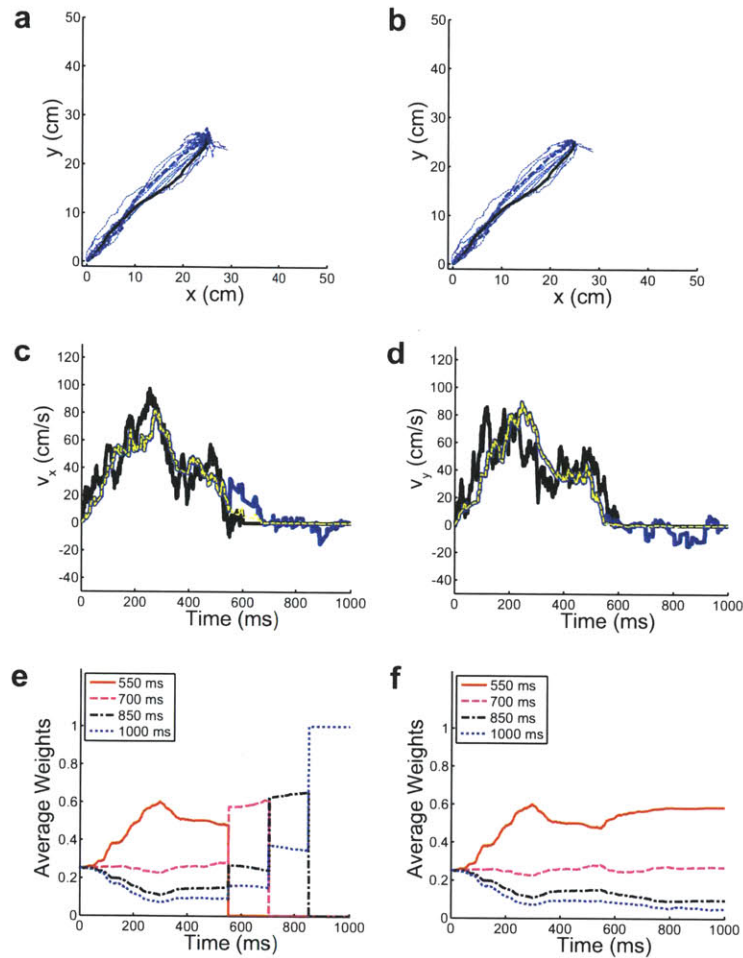 a
50
40
30
20
10
0
y (cm)
0 10 20 30 40 50
x (cm)
b
50
40
30
20
10
0
y (cm)
0 10 20 30 40 50
x (cm)
c
120
100
80
60
40
20
0
-20
-40
vx (cm/s)
0 200 400 600 800 1000
Time (ms)
d
120
100
80
60
40
20
0
-20
-40
vy (cm/s)
0 200 400 600 800 1000
Time (ms)
e
550 ms
700 ms
850 ms
1000 ms
1
0.8
0.6
0.4
0.2
0
Average Weights
0 200 400 600 800 1000
Time (ms)
f
550 ms
700 ms
850 ms
1000 ms
1
0.8
0.6
0.4
0.2
0
Average Weights
0 200 400 600 800 1000
Time (ms)